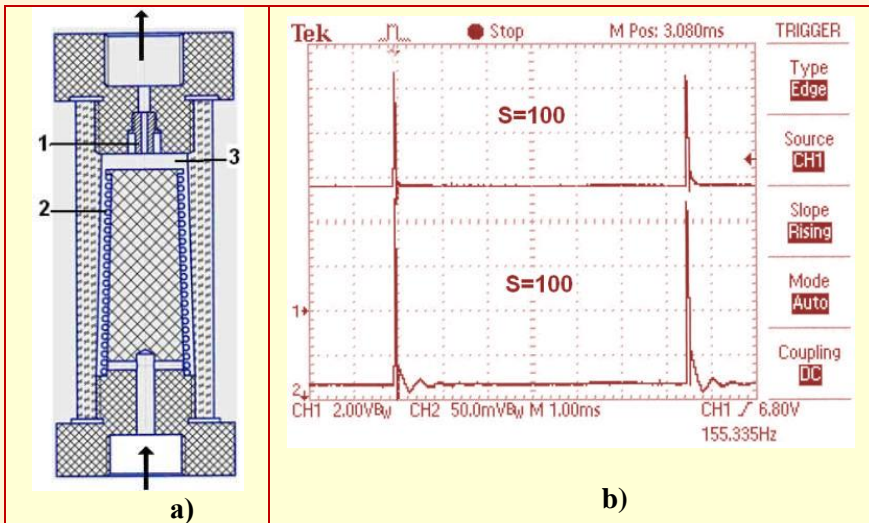 1
2
3
a)
Tek Stop M Pos: 3.080ms TRIGGER
Type
Edge
Source
CH1
Slope
Rising
Mode
Auto
Coupling
DC
S=100
S=100
1
2
CH1 2.00VBw CH2 50.0mVBw M 1.00ms CH1 / 6.80V
155.335Hz
b)